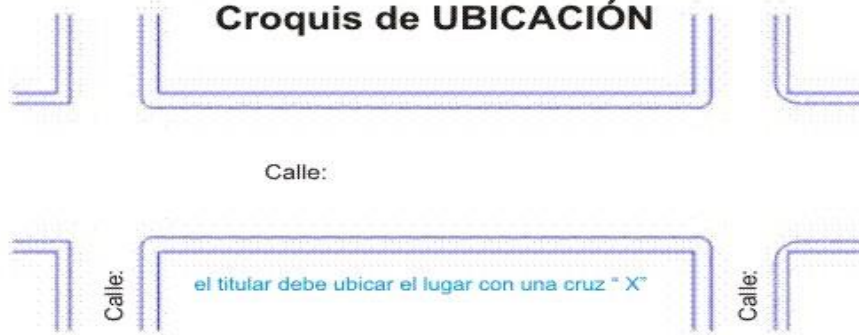 Croquis de UBICACIÓN
Calle:
Calle:
el titular debe ubicar el lugar con una cruz “ X”
Calle: